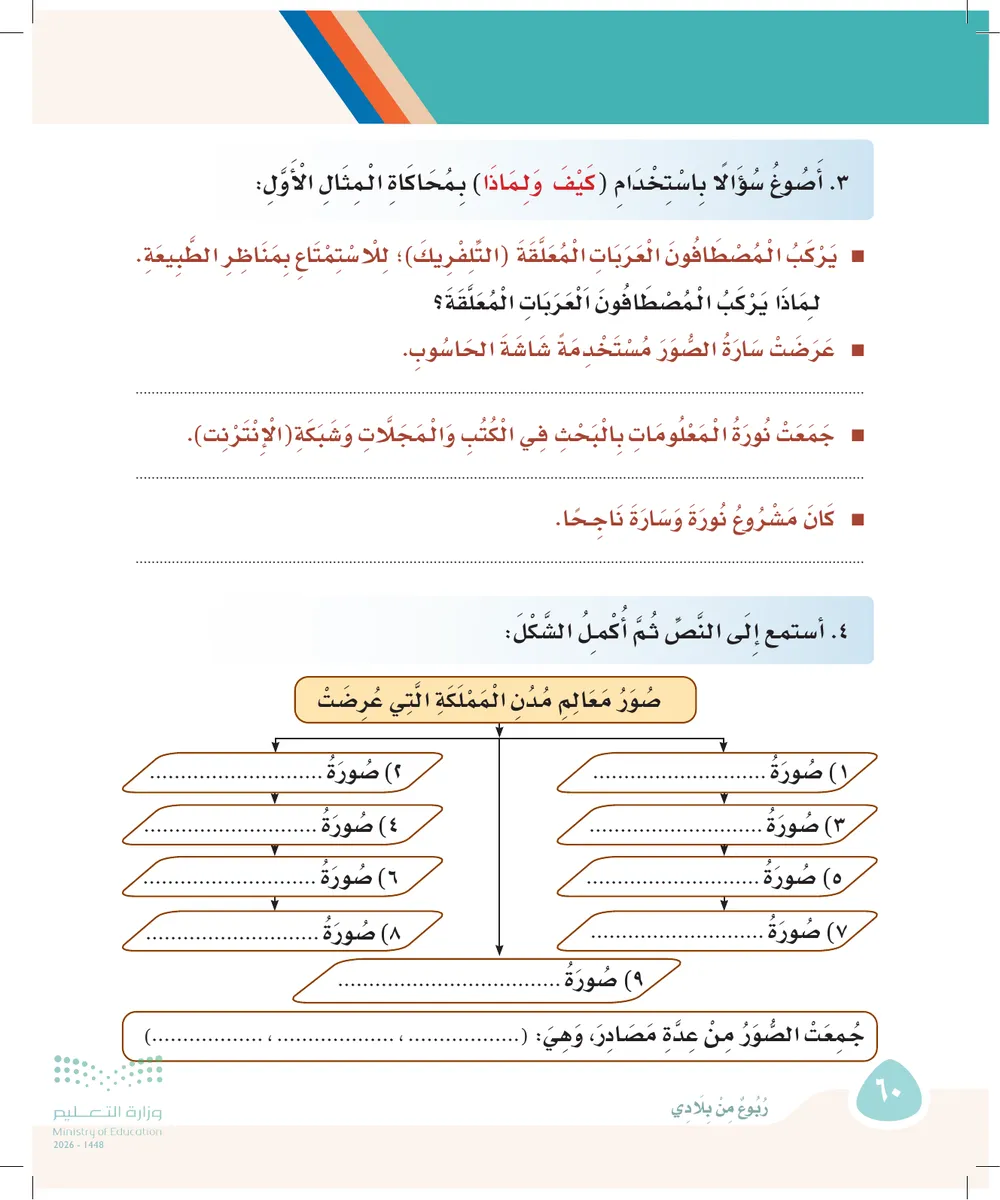 ٣. أَصُوغُ سُؤَالًا بِاسْتِخْدَامِ (كَيْفَ وَلِمَاذَا) بِمُحَاكَاةِ الْمِثَالِ الْأَوَّلِ:
■ يَرْكَبُ الْمُصْطَافُونَ الْعَرَبَاتِ الْمُعَلَّقَةَ (التِّلِفْرِيكَ)؛ لِلْاسْتِمْتَاعِ بِمَنَاظِرِ الطَّبِيعَةِ.
لِمَاذَا يَرْكَبُ الْمُصْطَافُونَ اَلْعَرَبَاتِ الْمُعَلَّقَةَ؟
■ عَرَضَتْ سَارَةُ الصُّوَرَ مُسْتَخْدِمَةً شَاشَةَ الحَاسُوبِ.
........................................................................
■ جَمَعَتْ نُورَةُ الْمَعْلُومَاتِ بِالْبَحْثِ فِي الْكُتُبِ وَالْمَجَلَّاتِ وَشَبَكَةِ(الْإِنْتَرْنِت).
........................................................................
■ كَانَ مَشْرُوعُ نُورَةَ وَسَارَةَ نَاجِحًا.
........................................................................
٤. أستمع إِلَى النَّصِّ ثُمَّ أُكْمِلُ الشَّكْلَ:
صُوَرُ مَعَالِمِ مُدُنِ الْمَمْلَكَةِ الَّتِي عُرِضَتْ
١) صُورَةُ ............................
٢) صُورَةُ ............................
٣) صُورَةُ ............................
٤) صُورَةُ ............................
٥) صُورَةُ ............................
٦) صُورَةُ ............................
٧) صُورَةُ ............................
٨) صُورَةُ ............................
٩) صُورَةُ ....................................
جُمِعَتْ الصُّوَرُ مِنْ عِدَّةِ مَصَادِرَ، وَهِيَ: (.................. ، ................... ، ..................)
٦٠
رُبُوعٌ مِنْ بِلَادِي
وزارة التعـــليم
Ministry of Education
2026 - 1448